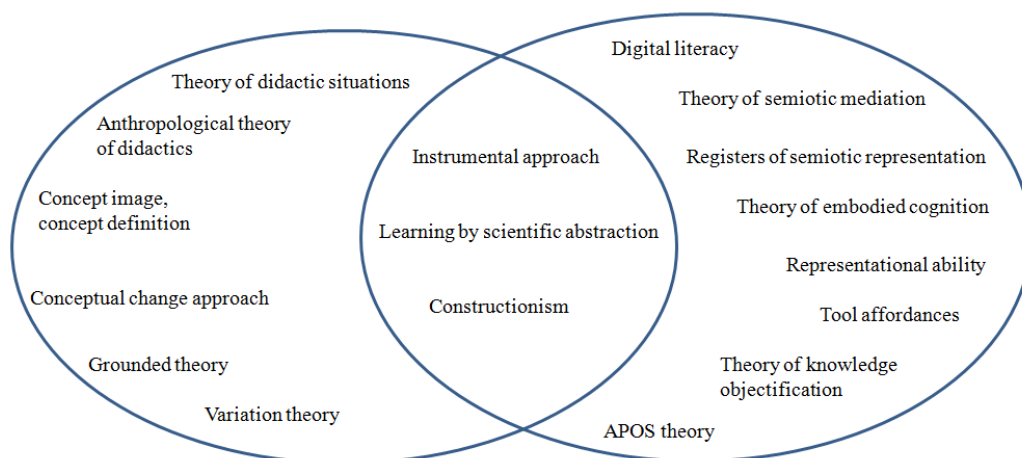 Theory of didactic situations
Anthropological theory
of didactics
Concept image,
concept definition
Conceptual change approach
Grounded theory
Variation theory
Instrumental approach
Learning by scientific abstraction
Constructionism
Digital literacy
Theory of semiotic mediation
Registers of semiotic representation
Theory of embodied cognition
Representational ability
Tool affordances
Theory of knowledge
objectification
APOS theory